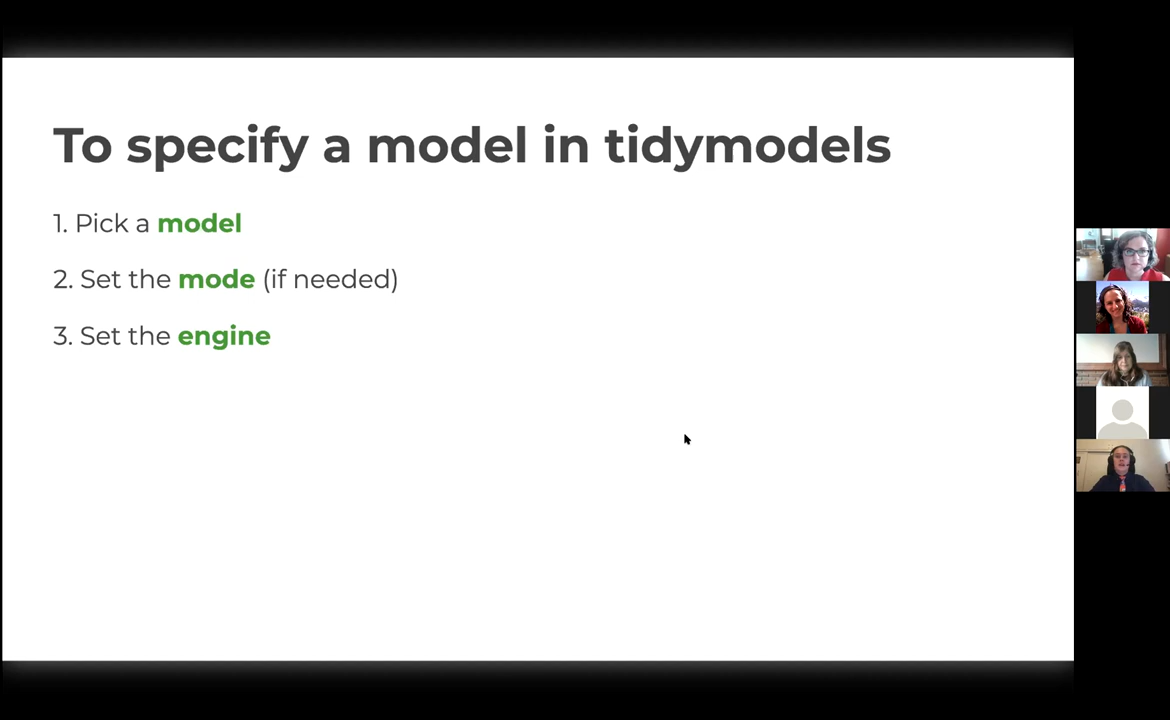 To specify a model in tidymodels
1. Pick a model
2. Set the mode (if needed)
3. Set the engine